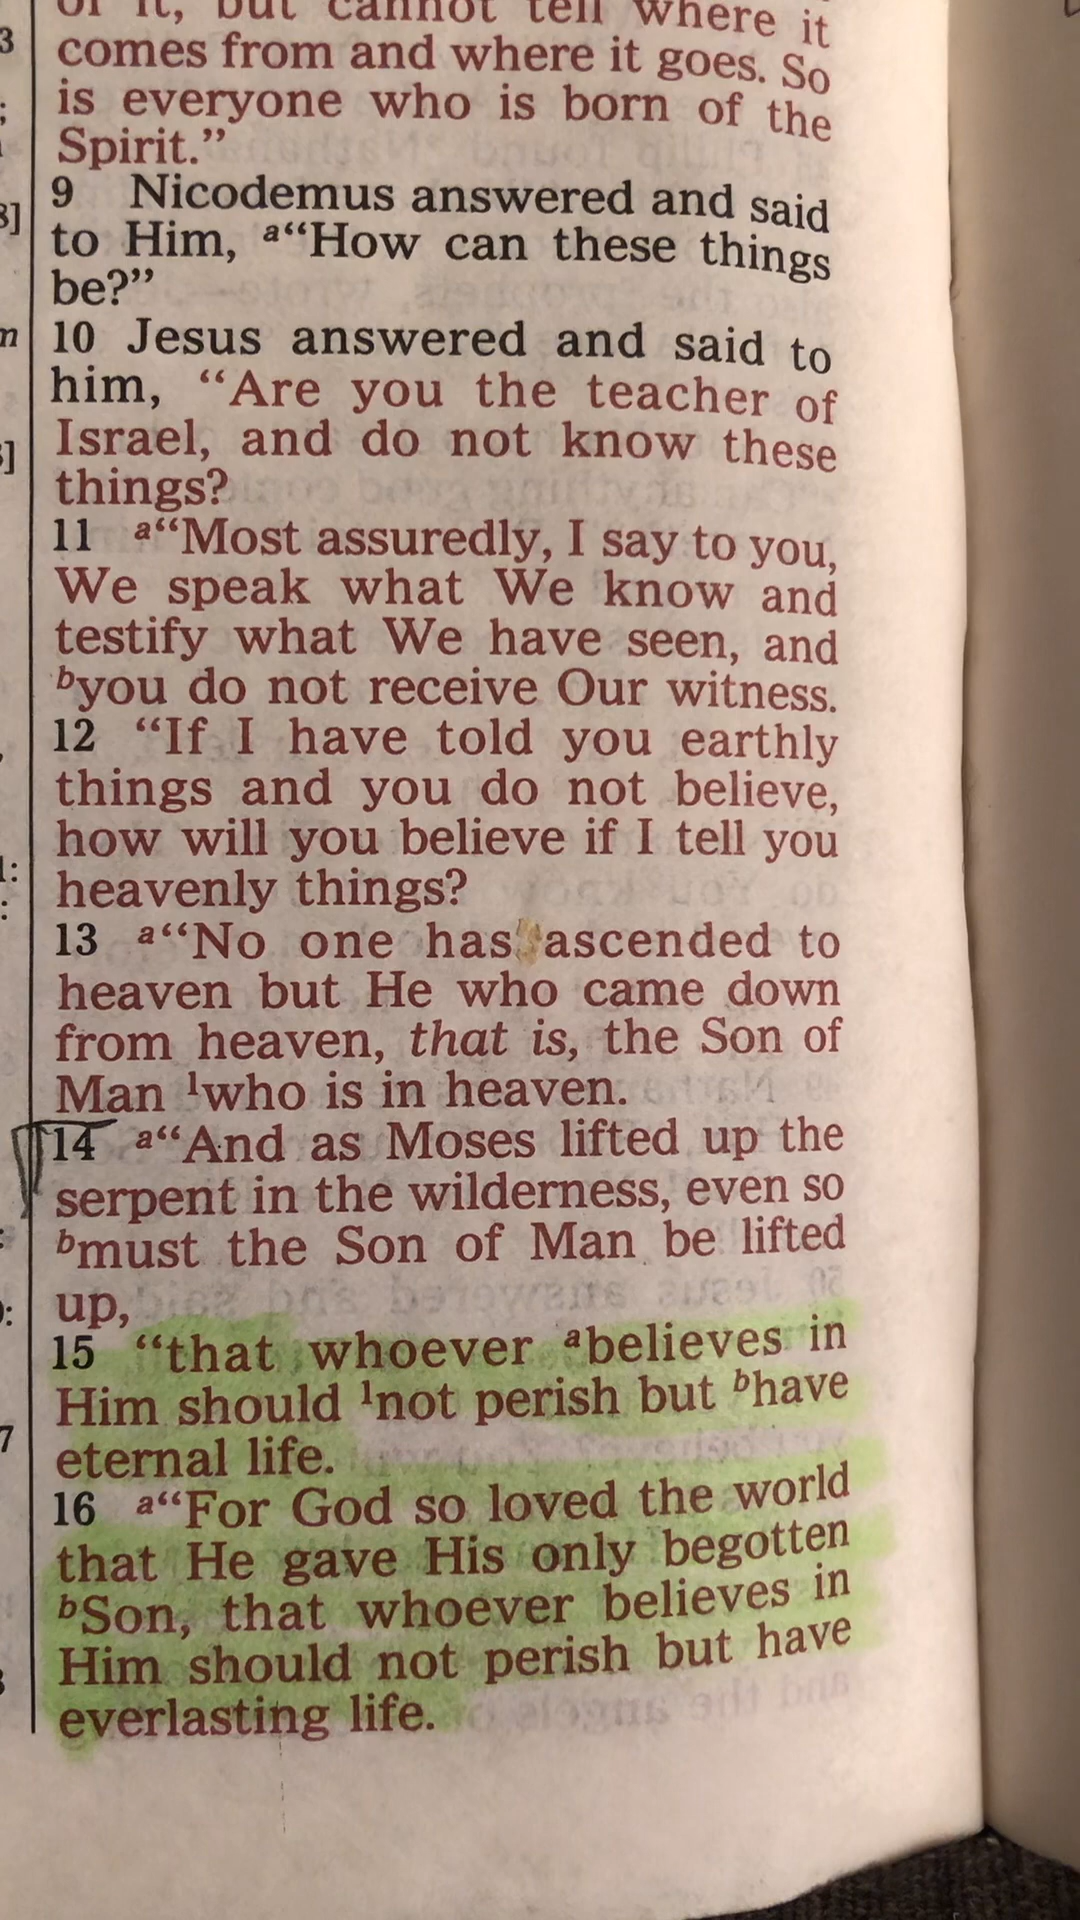 of it, but cannot tell where it
comes from and where it goes. So
is everyone who is born of the
Spirit.”
9 Nicodemus answered and said
to Him, a“How can these things
be?”
10 Jesus answered and said to
him, “Are you the teacher of
Israel, and do not know these
things?
11 a“Most assuredly, I say to you,
We speak what We know and
testify what We have seen, and
byou do not receive Our witness.
12 “If I have told you earthly
things and you do not believe,
how will you believe if I tell you
heavenly things?
13 a“No one has ascended to
heaven but He who came down
from heaven, that is, the Son of
Man 1who is in heaven.
14 a“And as Moses lifted up the
serpent in the wilderness, even so
bmust the Son of Man be lifted
up,
15 “that whoever abelieves in
Him should 1not perish but bhave
eternal life.
16 a“For God so loved the world
that He gave His only begotten
bSon, that whoever believes in
Him should not perish but have
everlasting life.